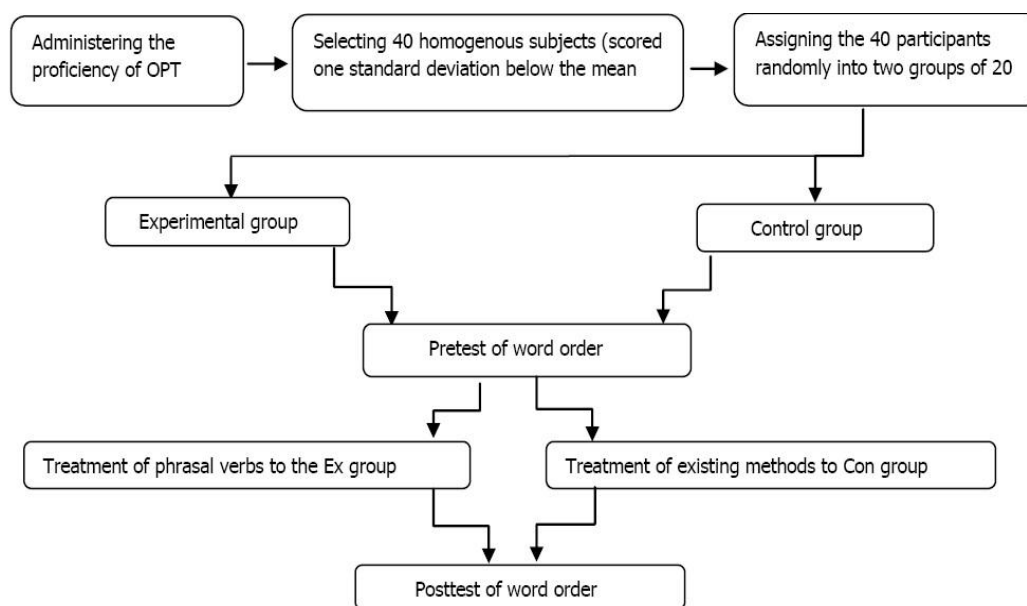 Administering the
proficiency of OPT
Selecting 40 homogenous subjects (scored
one standard deviation below the mean
Assigning the 40 participants
randomly into two groups of 20
Experimental group
Control group
Pretest of word order
Treatment of phrasal verbs to the Ex group
Treatment of existing methods to Con group
Posttest of word order